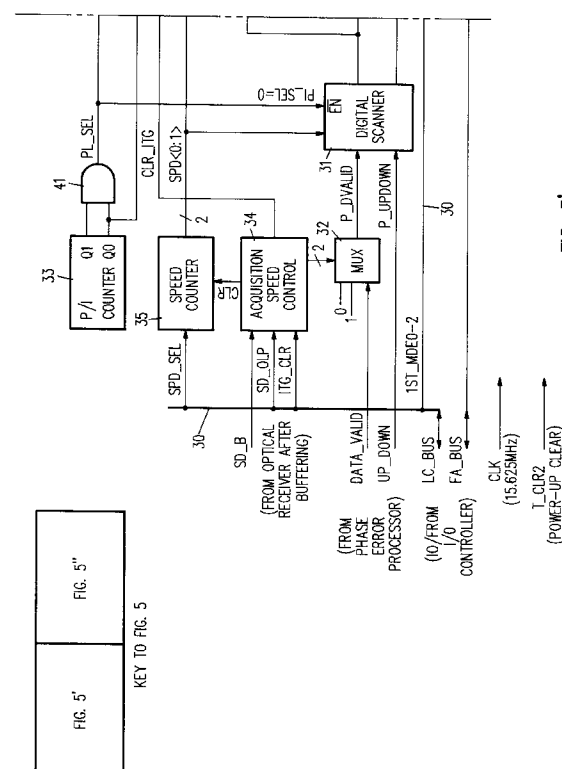 FIG. 5'
FIG. 5"
KEY TO FIG. 5
33
P/I
COUNTER
Q1
Q0
41
PL_SEL
CLR_ITG
SPD<0:1>
35
SPEED
COUNTER
2
SPD_SEL
CLR
34
ACQUISITION
SPEED
CONTROL
2
32
MUX
0
1
PI_SEL=0
EN
31
DIGITAL
SCANNER
P_DVALID
P_UPDOWN
30
SD_B
SD_OLP
ITG_CLR
(FROM OPTICAL
RECEIVER AFTER
BUFFERING)
DATA_VALID
UP_DOWN
(FROM
PHASE
ERROR
PROCESSOR)
1ST_MDE0-2
30
LC_BUS
FA_BUS
(IO/FROM
I/O
CONTROLLER)
CLK
(15.625MHz)
T_CLR2
(POWER-UP CLEAR)